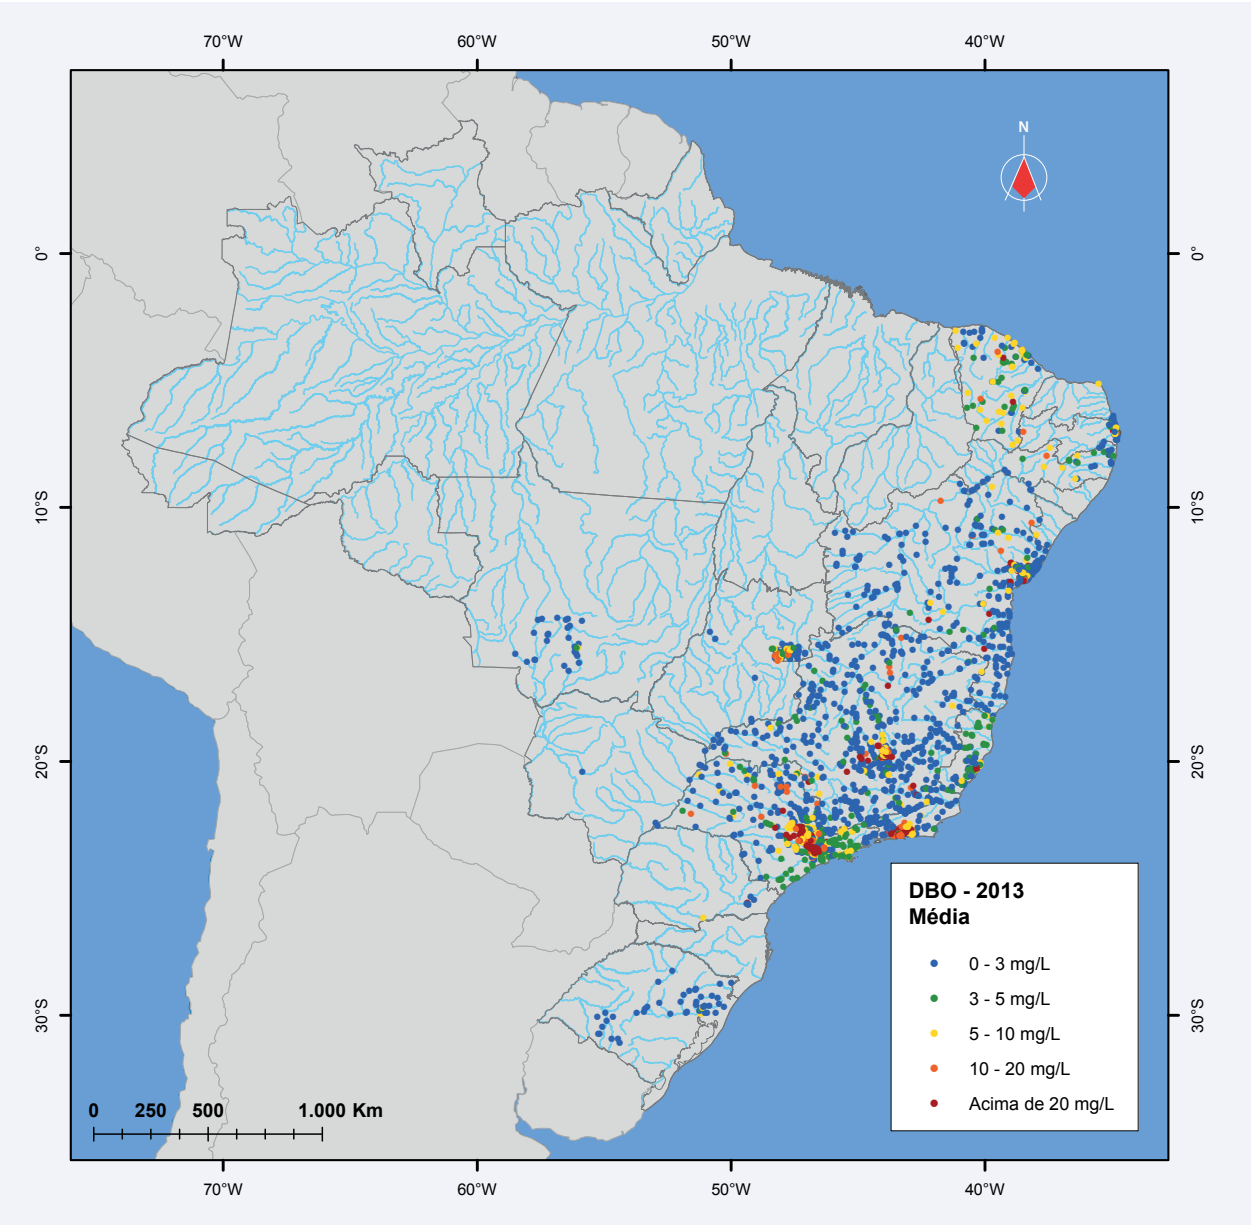 70°W 60°W 50°W 40°W
N
0° 0°
10°S 10°S
20°S 20°S
30°S 30°S
DBO - 2013
Média
0 - 3 mg/L
3 - 5 mg/L
5 - 10 mg/L
10 - 20 mg/L
Acima de 20 mg/L
0 250 500 1.000 Km
70°W 60°W 50°W 40°W